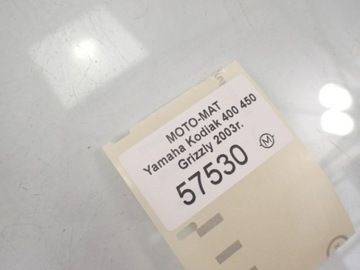 MOTO-MAT
Yamaha Kodiak 400 450
Grizzly 2003r.
57530
M